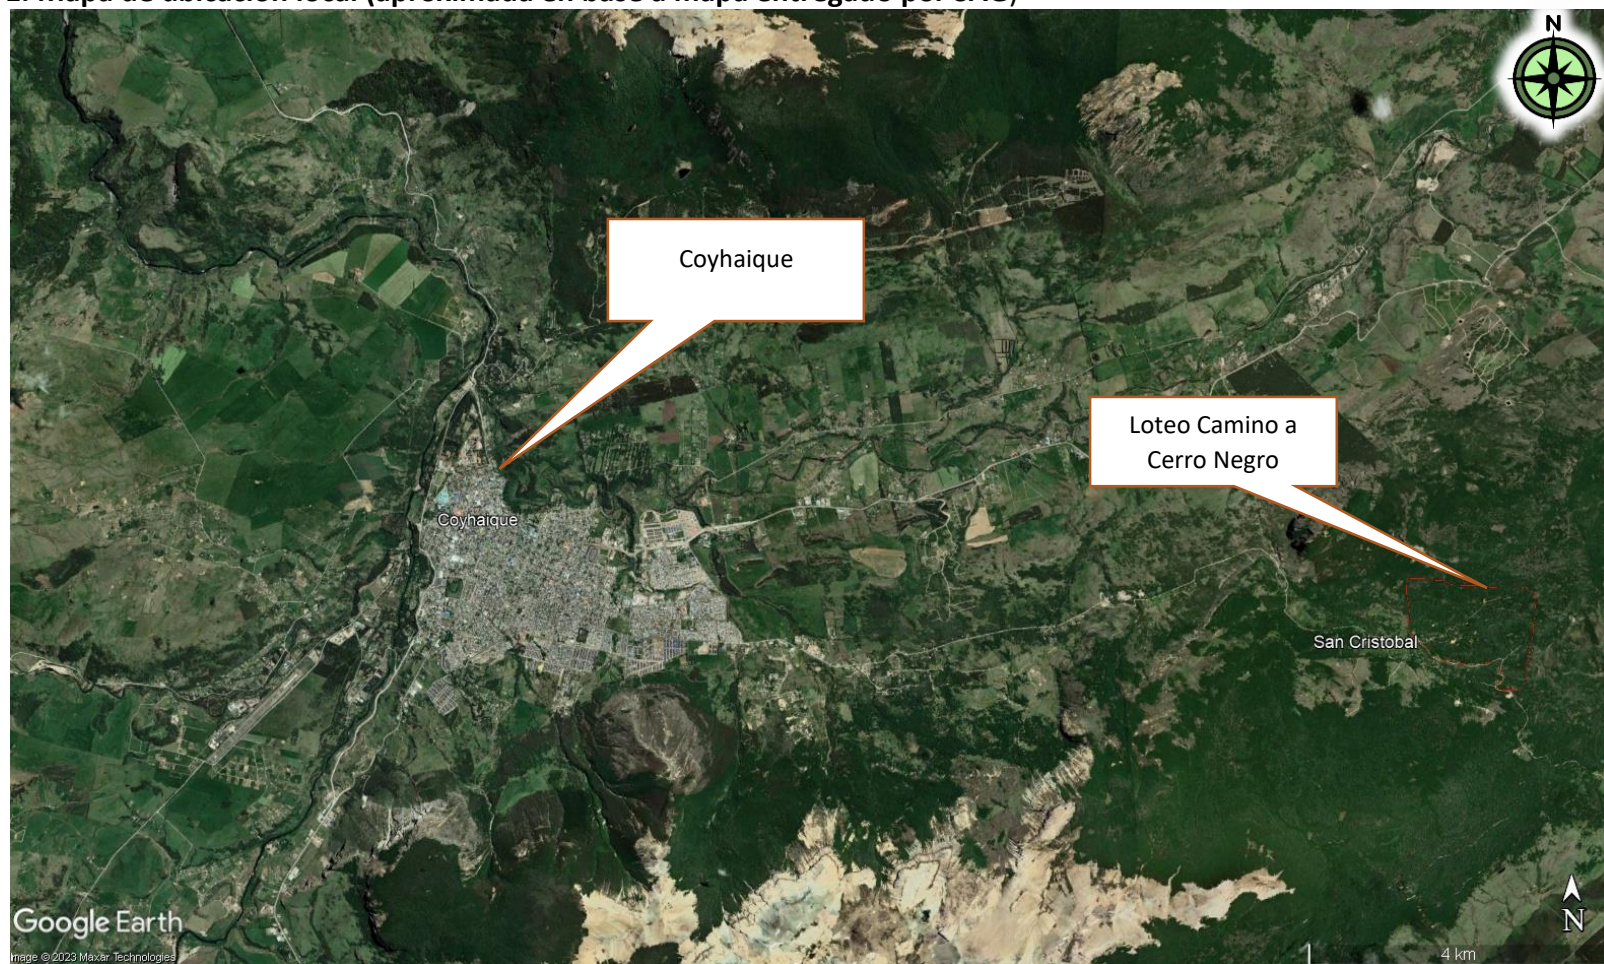 Coyhaique
Loteo Camino a
Cerro Negro
Coyhaique
San Cristobal
N
N
Google Earth
Image © 2023 Maxar Technologies
4 km